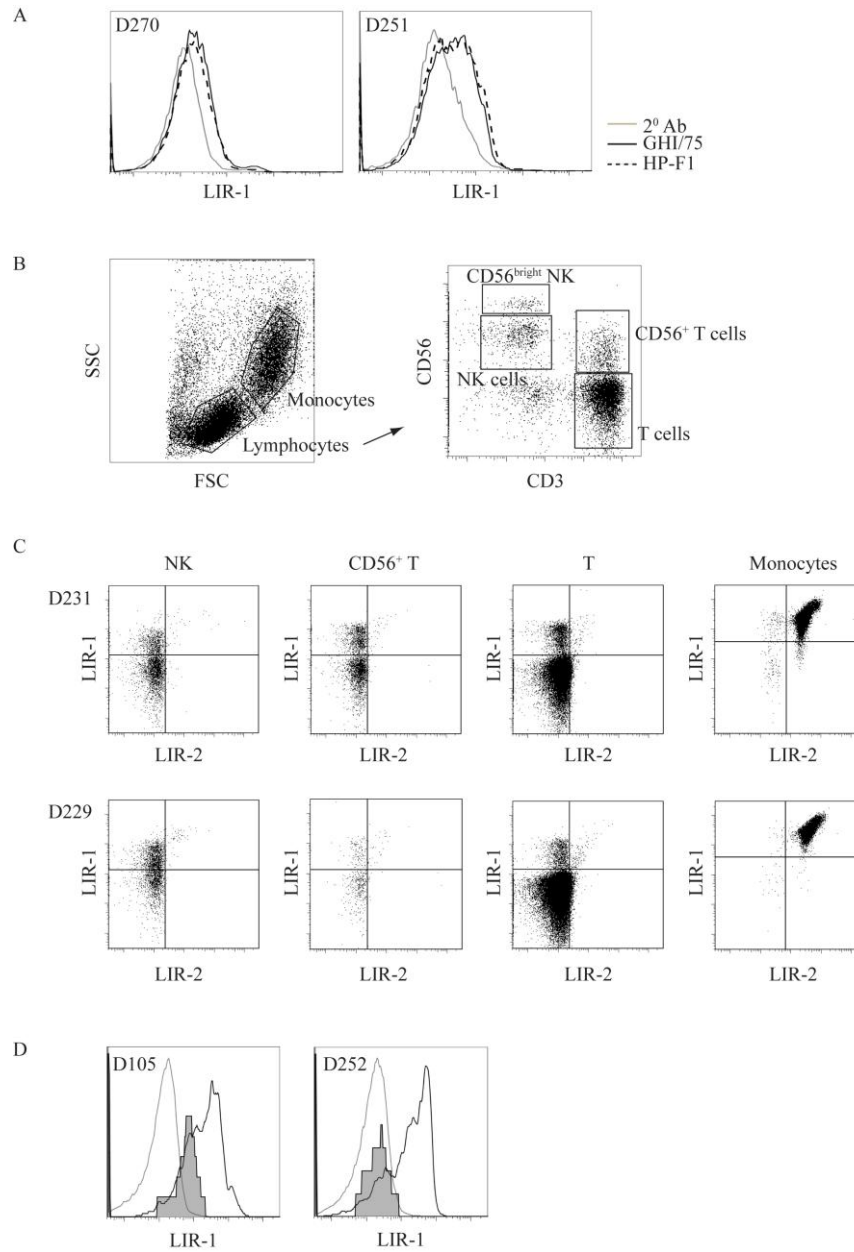 A
D270
D251
LIR-1
LIR-1
2⁰ Ab
GHI/75
HP-F1
B
SSC
FSC
Monocytes
Lymphocytes
CD56
CD3
CD56ᵇʳⁱᵍʰᵗ NK
NK cells
CD56⁺ T cells
T cells
C
NK
CD56⁺ T
T
Monocytes
D231
LIR-1
LIR-1
LIR-1
LIR-1
LIR-2
LIR-2
LIR-2
LIR-2
D229
LIR-1
LIR-1
LIR-1
LIR-1
LIR-2
LIR-2
LIR-2
LIR-2
D
D105
D252
LIR-1
LIR-1